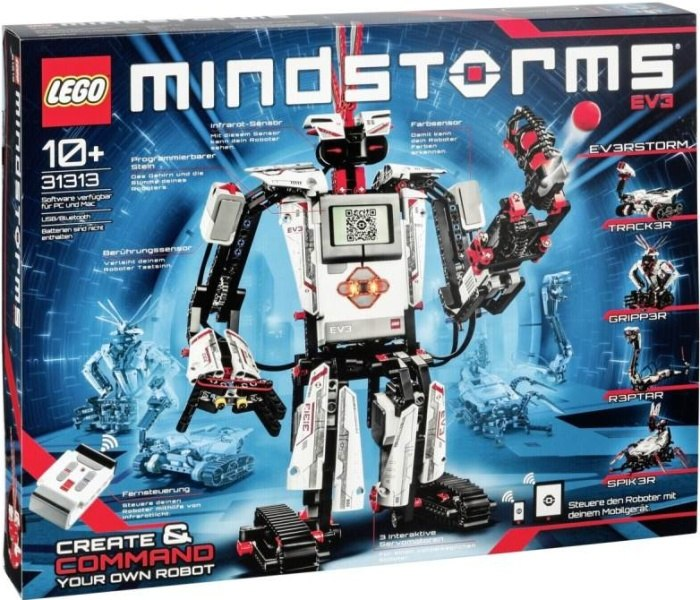 LEGO
MINDSTORMS
EV3
10+
31313
Software verfügbar
für PC und Mac
USB/Bluetooth
Batterien sind nicht
enthalten
MINDSTORMS
Infrarot-Sensor
Mit diesem Sensor
kann dein Roboter
sehen.
Farbsensor
Damit kann
dein Roboter
Farben
erkennen
Programmierbarer
Stein
Das Gehirn und die
Stimme deines
Roboters
Berührungssensor
Verleiht deinem
Roboter Tastsinn
EV3
EV3
EV3RSTORM
TRACK3R
GRIPP3R
R3PTAR
SPIK3R
Fernsteuerung
Steuere deinen
Roboter mithilfe von
Infrarotlicht
3 Interaktive
Servomotoren
Steuere den Roboter mit
deinem Mobilgerät
CREATE &
COMMAND
YOUR OWN ROBOT